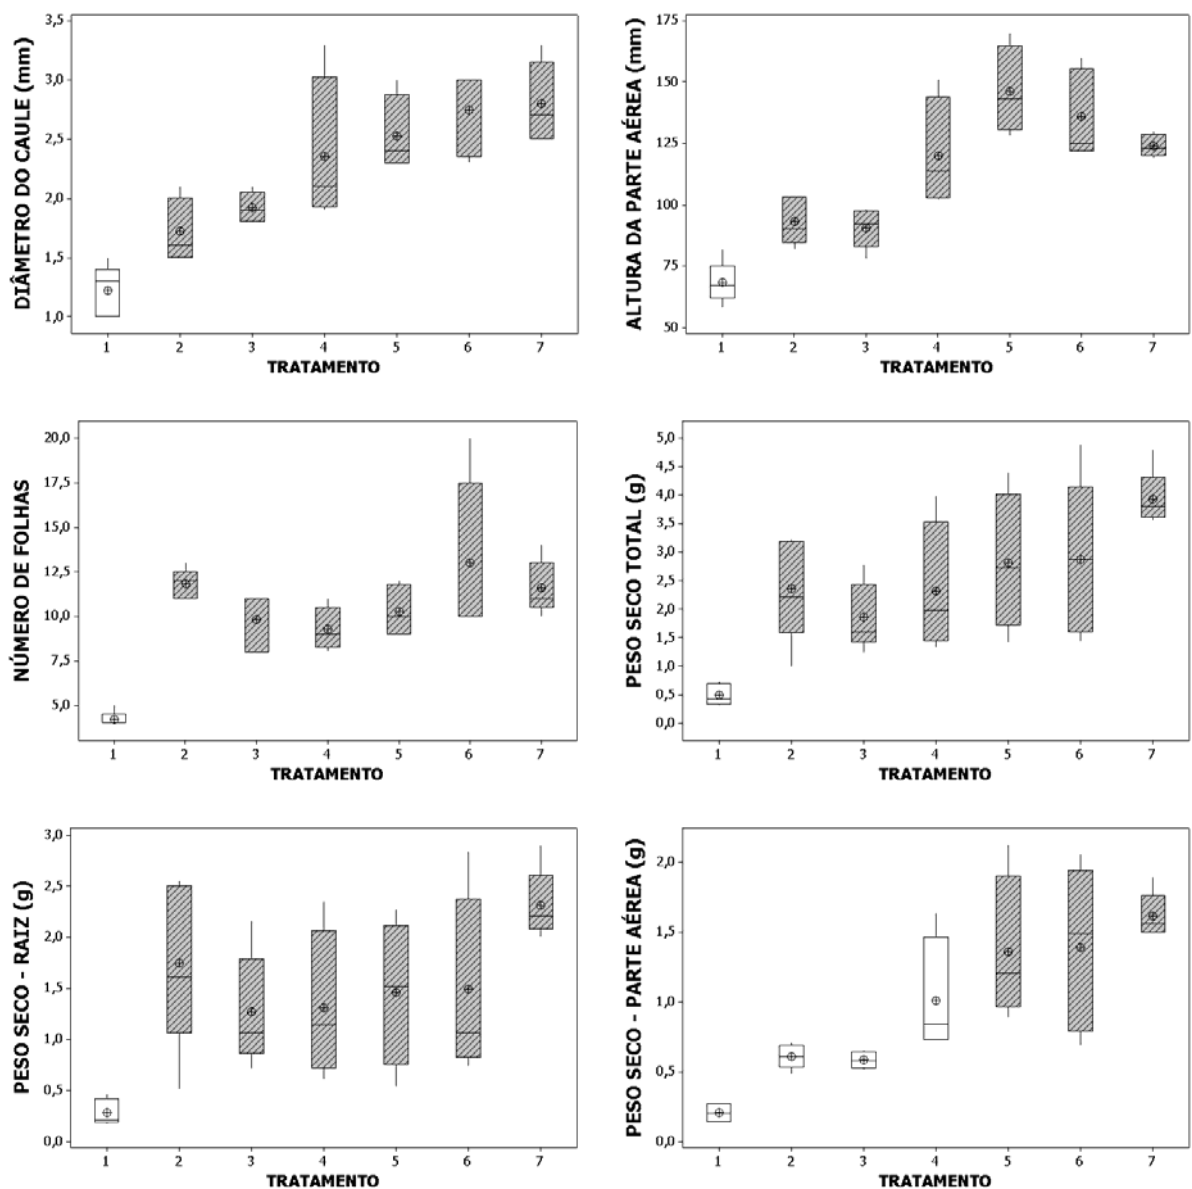 DIÂMETRO DO CAULE (mm)
3,5
3,0
2,5
2,0
1,5
1,0
1 2 3 4 5 6 7
TRATAMENTO
ALTURA DA PARTE AÉREA (mm)
175
150
125
100
75
50
1 2 3 4 5 6 7
TRATAMENTO
NÚMERO DE FOLHAS
20,0
17,5
15,0
12,5
10,0
7,5
5,0
1 2 3 4 5 6 7
TRATAMENTO
PESO SECO TOTAL (g)
5,0
4,5
4,0
3,5
3,0
2,5
2,0
1,5
1,0
0,5
0,0
1 2 3 4 5 6 7
TRATAMENTO
PESO SECO - RAIZ (g)
3,0
2,5
2,0
1,5
1,0
0,5
0,0
1 2 3 4 5 6 7
TRATAMENTO
PESO SECO - PARTE AÉREA (g)
2,0
1,5
1,0
0,5
0,0
1 2 3 4 5 6 7
TRATAMENTO